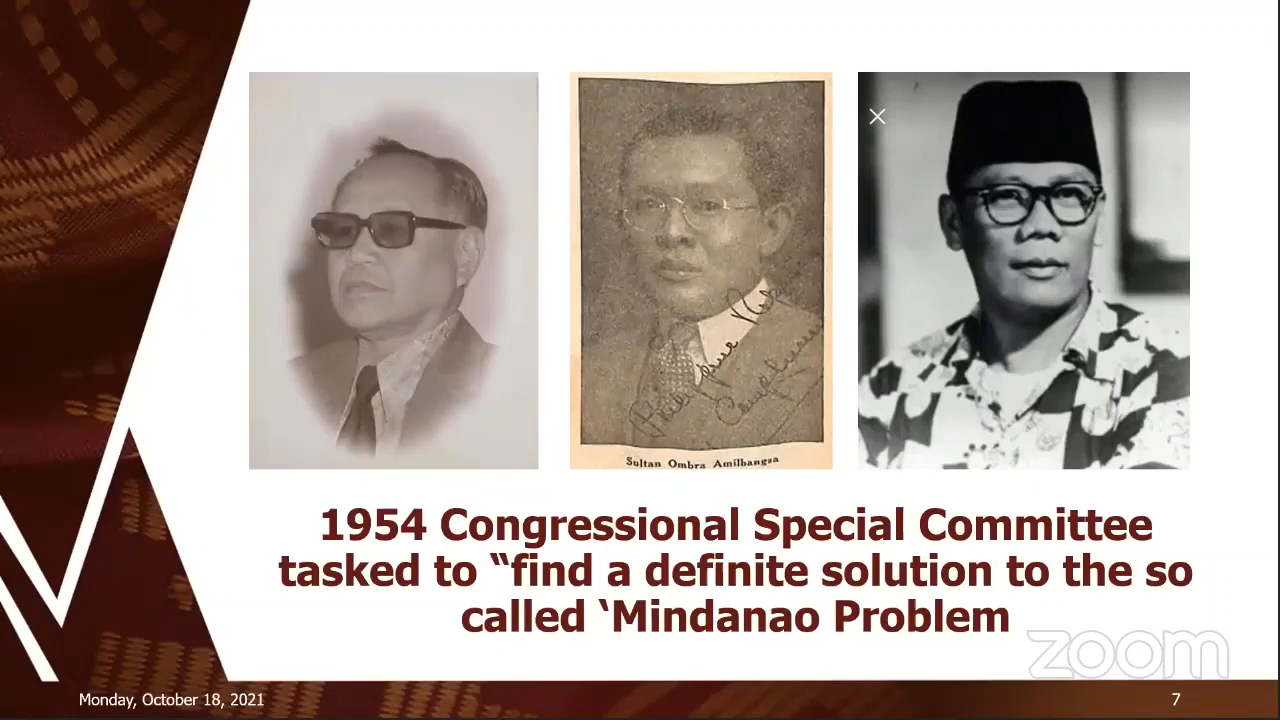 Philippine
Sultan Ombra Amilbangsa
1954 Congressional Special Committee
tasked to “find a definite solution to the so
called ‘Mindanao Problem
zoom
Monday, October 18, 2021
7